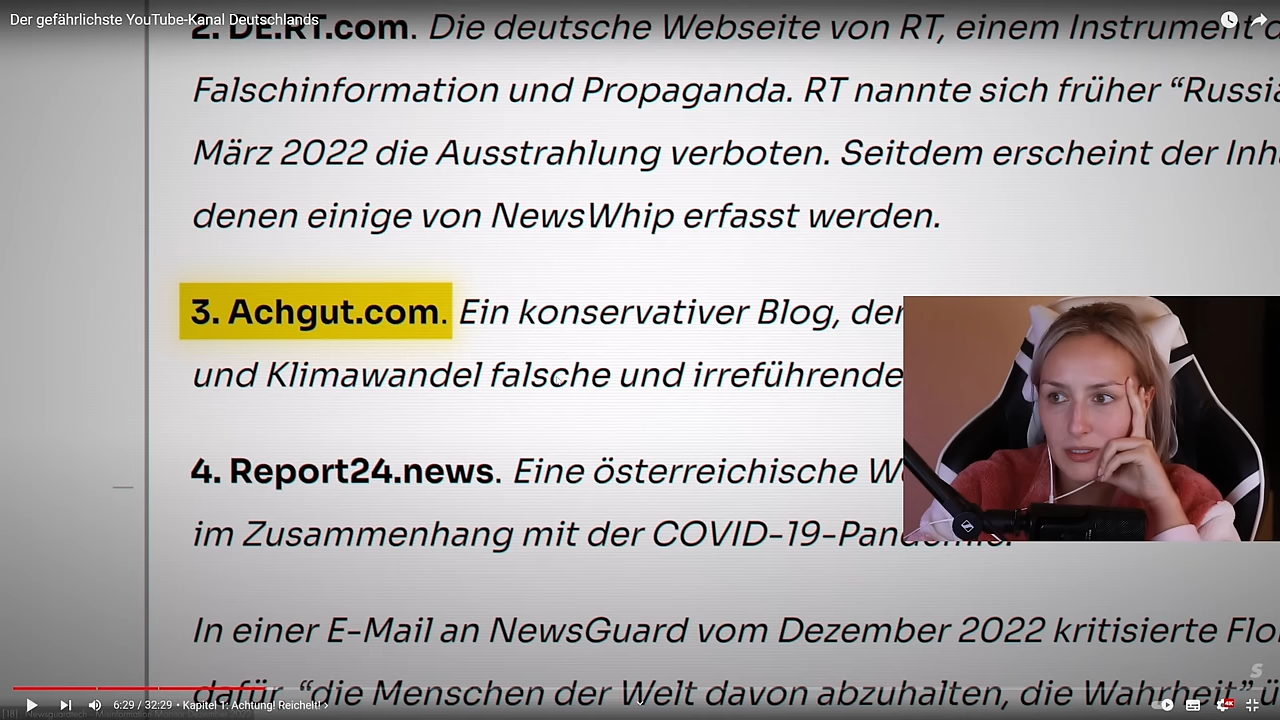 Der gefährlichste YouTube-Kanal Deutschlands
2. DE.RT.com. Die deutsche Webseite von RT, einem Instrument
Falschinformation und Propaganda. RT nannte sich früher “Russia
März 2022 die Ausstrahlung verboten. Seitdem erscheint der Inh
denen einige von NewsWhip erfasst werden.
3. Achgut.com. Ein konservativer Blog, der
und Klimawandel falsche und irreführende
4. Report24.news. Eine österreichische W
im Zusammenhang mit der COVID-19-Pandemie.
In einer E-Mail an NewsGuard vom Dezember 2022 kritisierte Flo
dafür, “die Menschen der Welt davon abzuhalten, die Wahrheit” ü
6:29 / 32:29 • Kapitel 1: Achtung! Reichelt! ›
4K